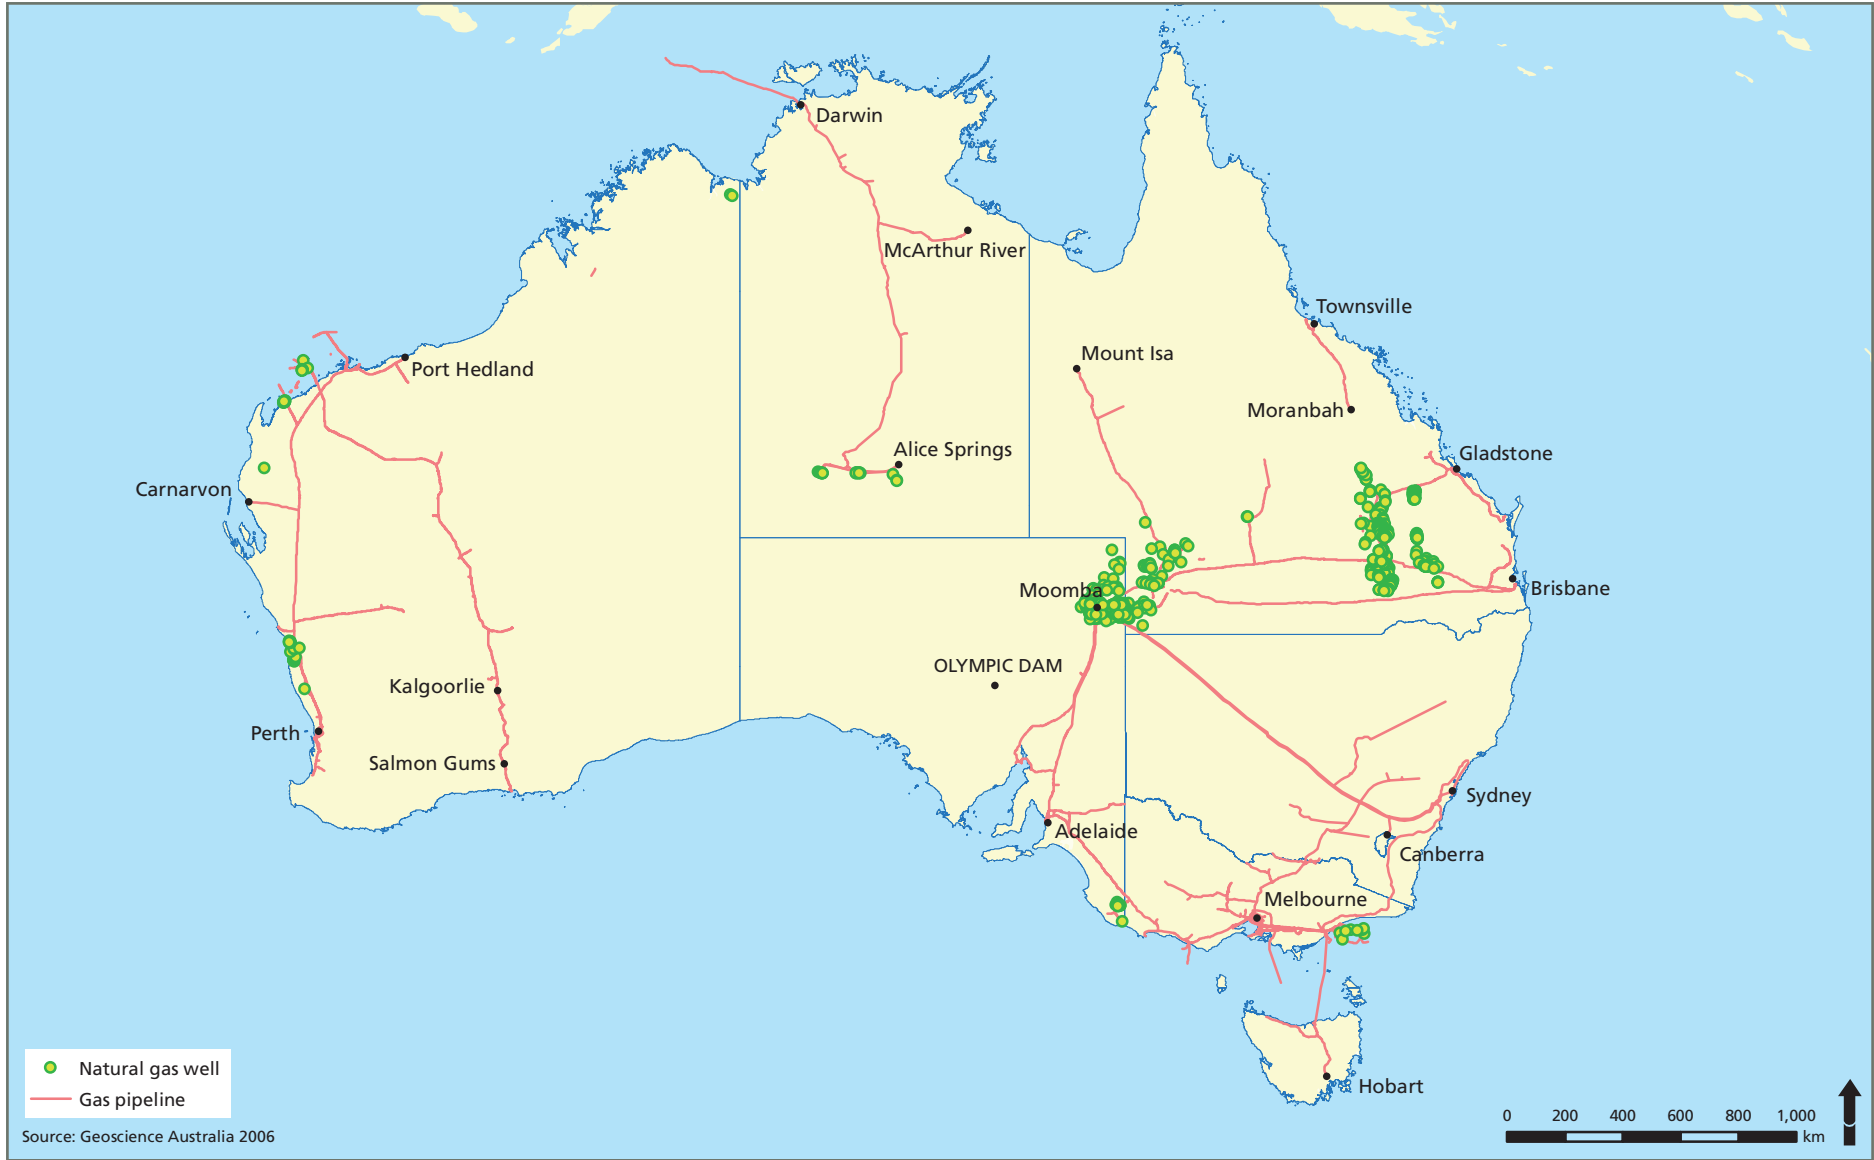 Darwin
McArthur River
Townsville
Mount Isa
Port Hedland
Moranbah
Alice Springs
Gladstone
Carnarvon
Moomba
Brisbane
OLYMPIC DAM
Kalgoorlie
Perth
Salmon Gums
Sydney
Adelaide
Canberra
Melbourne
Hobart
Natural gas well
Gas pipeline
Source: Geoscience Australia 2006
0 200 400 600 800 1,000
km